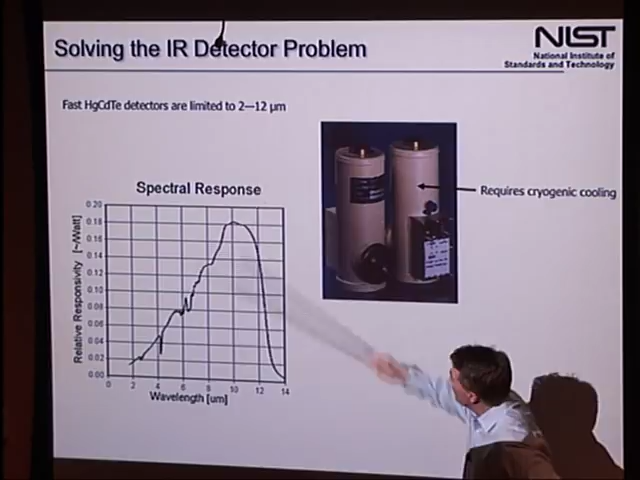 Solving the IR Detector Problem
NIST
National Institute of
Standards and Technology
Fast HgCdTe detectors are limited to 2—12 µm
Requires cryogenic cooling
Spectral Response
Relative Responsivity [~/Watt]
0.20
0.18
0.16
0.14
0.12
0.10
0.08
0.06
0.04
0.02
0.00
0 2 4 6 8 10 12 14
Wavelength [um]